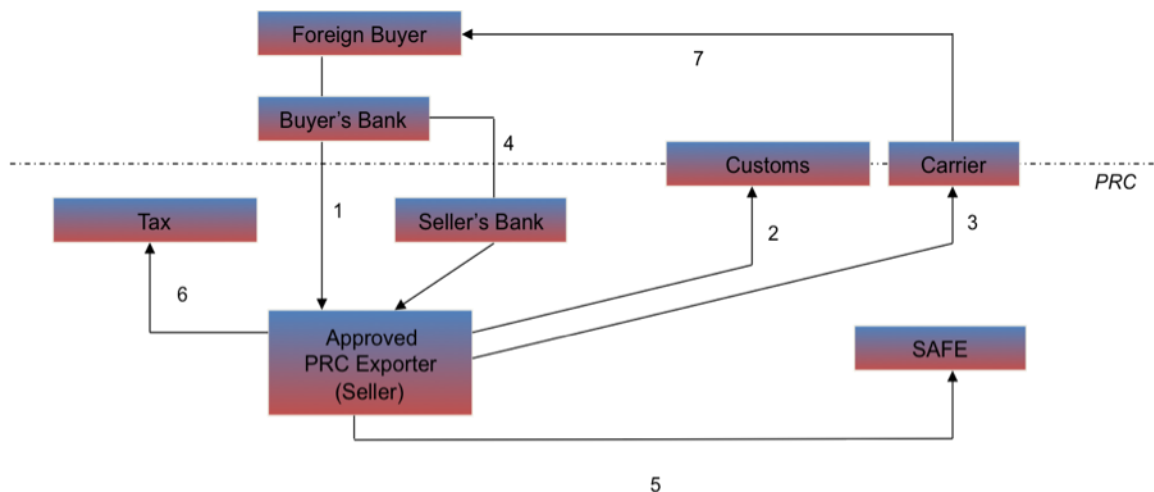 Foreign Buyer
7
Buyer's Bank
4
Customs
Carrier
PRC
Tax
1
Seller's Bank
2
3
6
Approved
PRC Exporter
(Seller)
SAFE
5